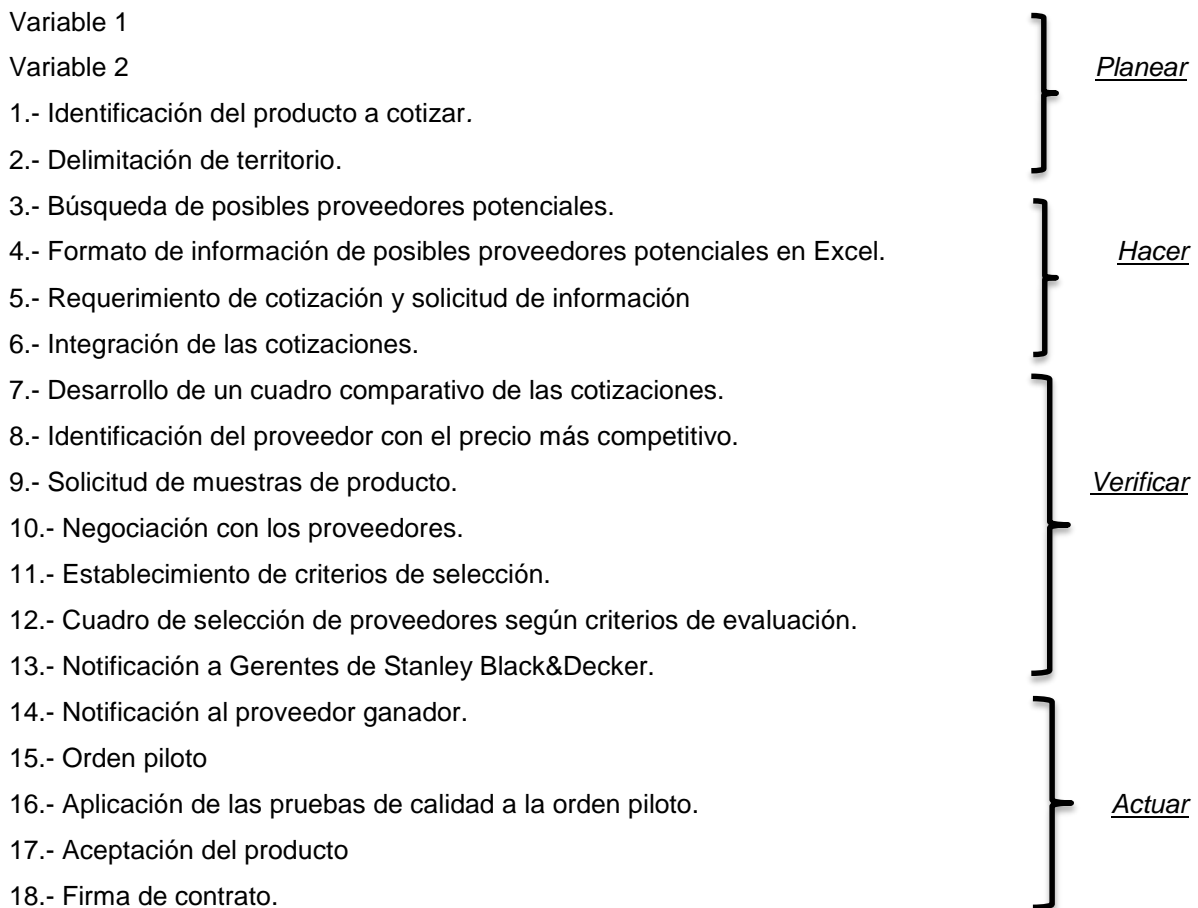 Variable 1
Variable 2 Planear
1.- Identificación del producto a cotizar.
2.- Delimitación de territorio.
3.- Búsqueda de posibles proveedores potenciales.
4.- Formato de información de posibles proveedores potenciales en Excel. Hacer
5.- Requerimiento de cotización y solicitud de información
6.- Integración de las cotizaciones.
7.- Desarrollo de un cuadro comparativo de las cotizaciones.
8.- Identificación del proveedor con el precio más competitivo.
9.- Solicitud de muestras de producto. Verificar
10.- Negociación con los proveedores.
11.- Establecimiento de criterios de selección.
12.- Cuadro de selección de proveedores según criterios de evaluación.
13.- Notificación a Gerentes de Stanley Black&Decker.
14.- Notificación al proveedor ganador.
15.- Orden piloto
16.- Aplicación de las pruebas de calidad a la orden piloto. Actuar
17.- Aceptación del producto
18.- Firma de contrato.